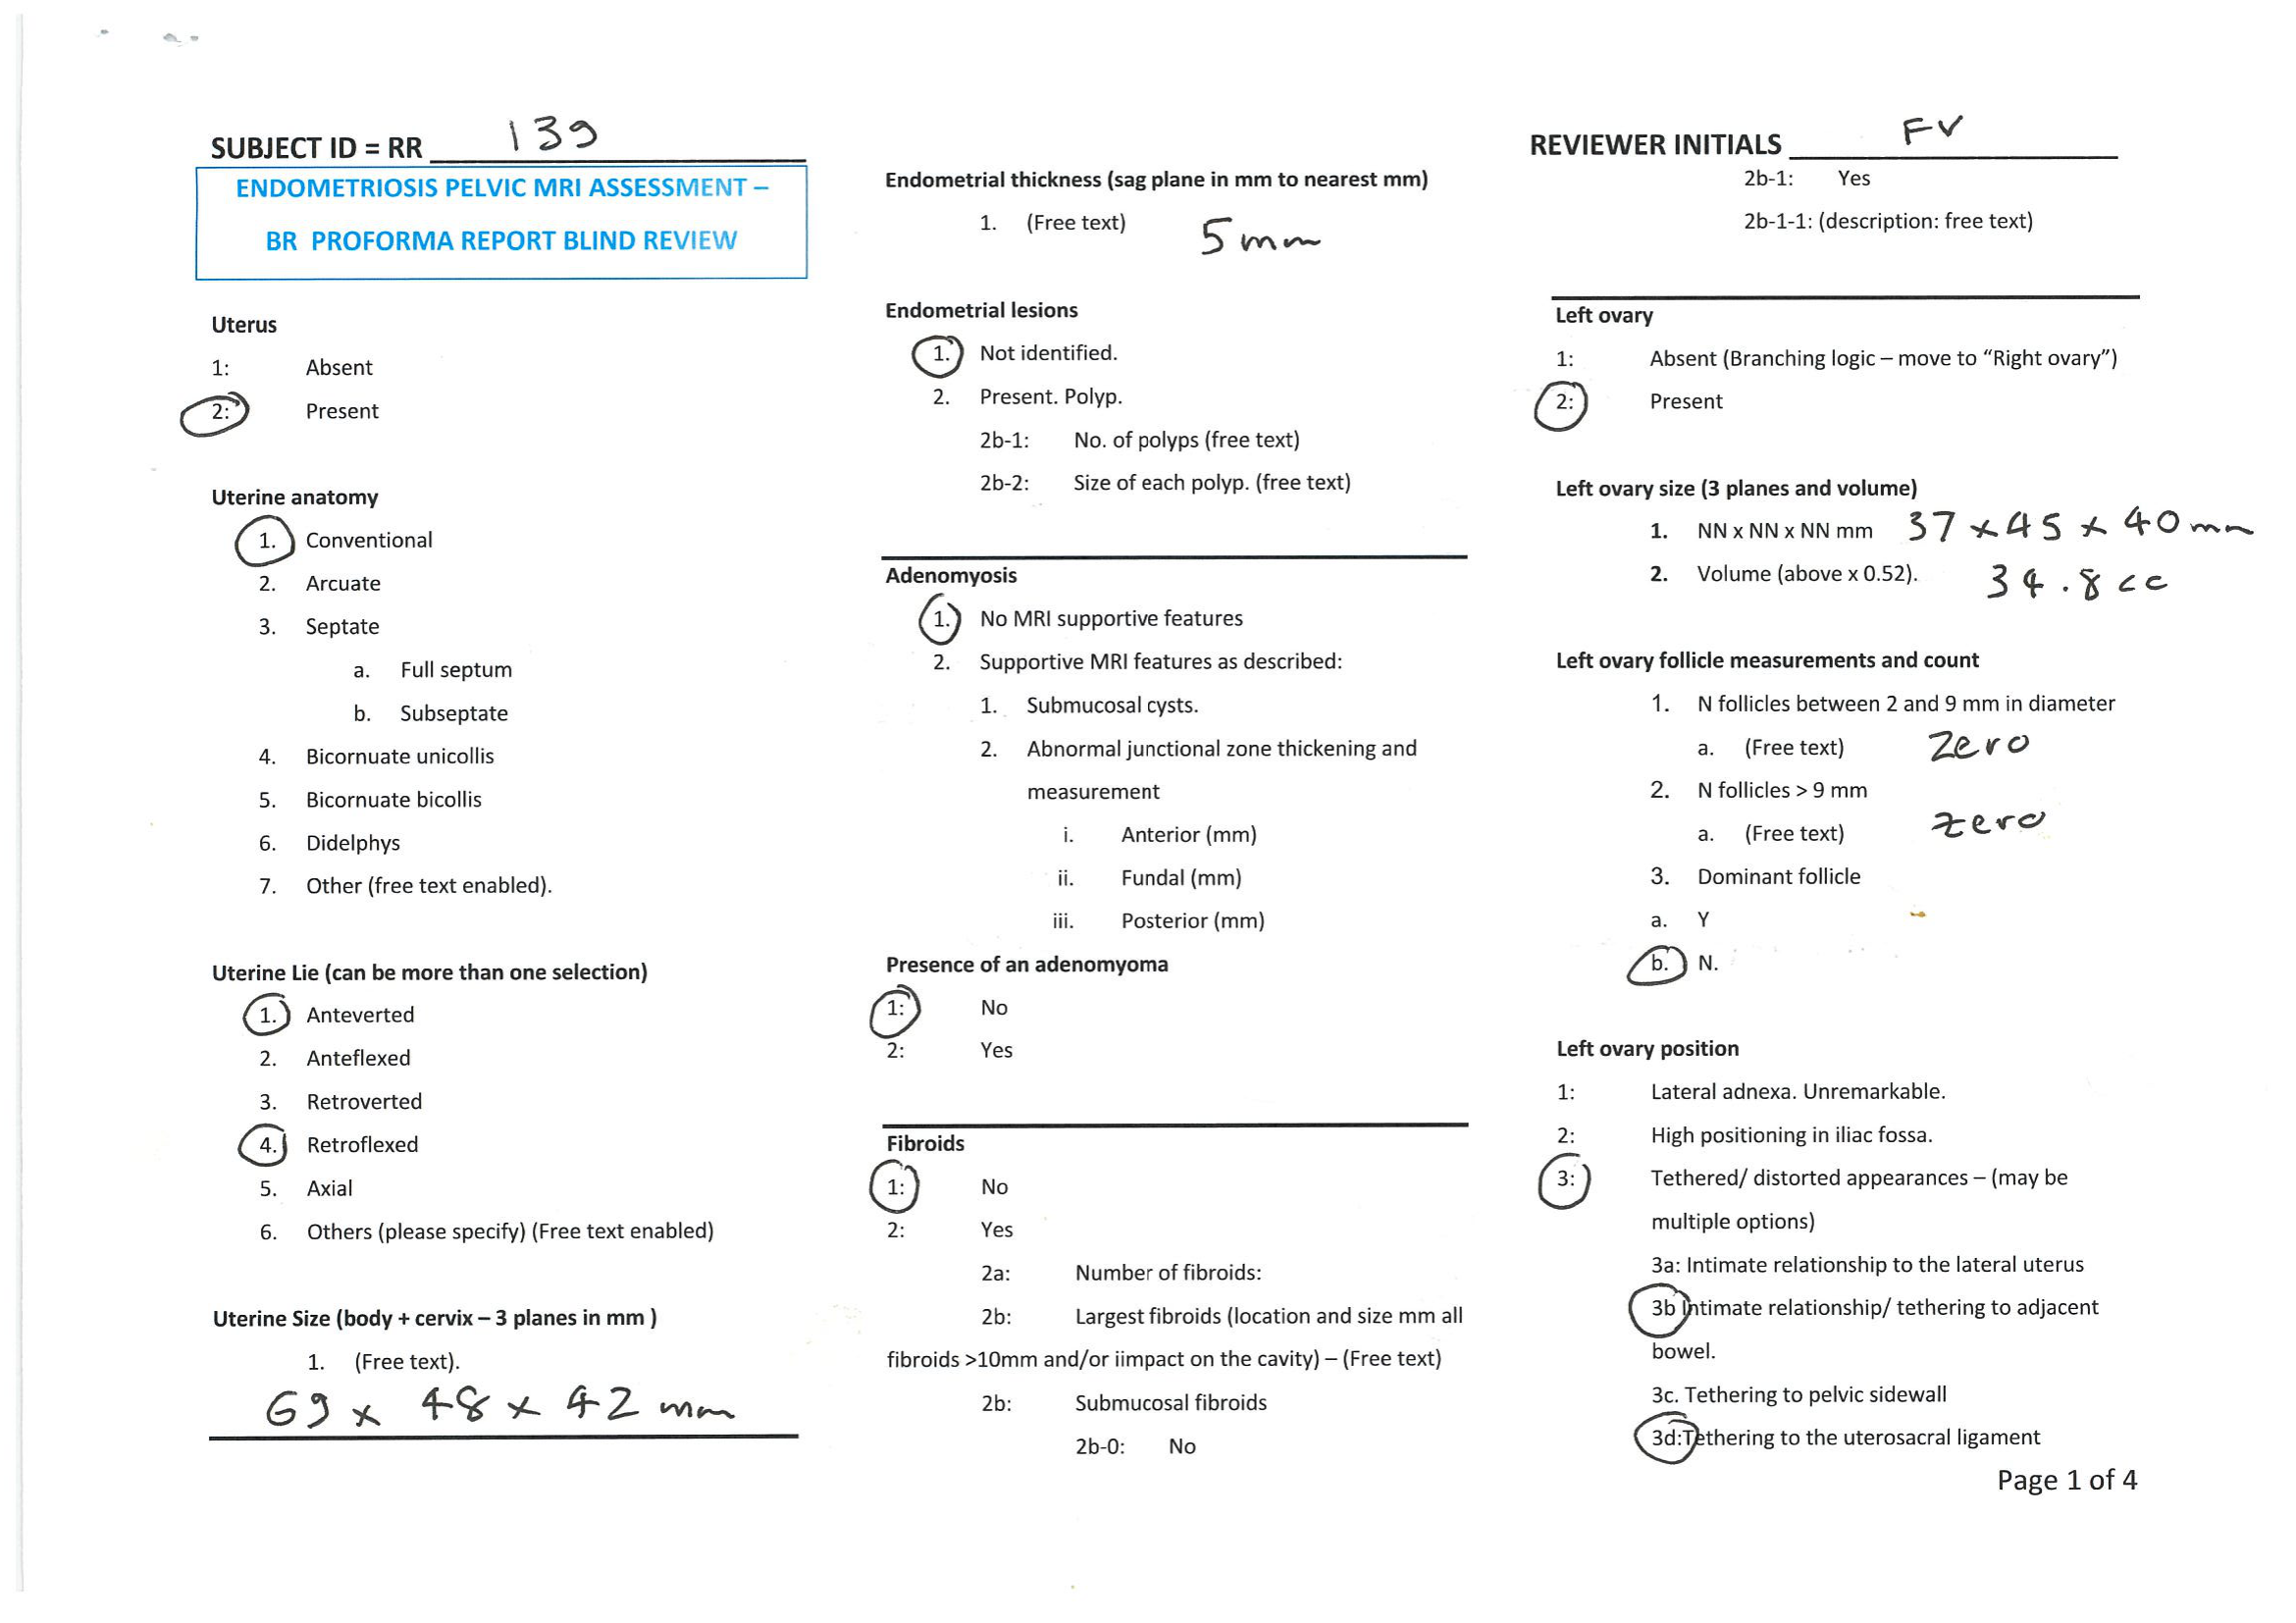 SUBJECT ID = RR 139
ENDOMETRIOSIS PELVIC MRI ASSESSMENT –
BR PROFORMA REPORT BLIND REVIEW
Uterus
1: Absent
2: Present
Uterine anatomy
1. Conventional
2. Arcuate
3. Septate
a. Full septum
b. Subseptate
4. Bicornuate unicollis
5. Bicornuate bicollis
6. Didelphys
7. Other (free text enabled).
Uterine Lie (can be more than one selection)
1. Anteverted
2. Anteflexed
3. Retroverted
4. Retroflexed
5. Axial
6. Others (please specify) (Free text enabled)
Uterine Size (body + cervix – 3 planes in mm )
1. (Free text).
69 x 48 x 42 mm
Endometrial thickness (sag plane in mm to nearest mm)
1. (Free text) 5 mm
Endometrial lesions
1. Not identified.
2. Present. Polyp.
2b-1: No. of polyps (free text)
2b-2: Size of each polyp. (free text)
Adenomyosis
1. No MRI supportive features
2. Supportive MRI features as described:
1. Submucosal cysts.
2. Abnormal junctional zone thickening and
measurement
i. Anterior (mm)
ii. Fundal (mm)
iii. Posterior (mm)
Presence of an adenomyoma
1: No
2: Yes
Fibroids
1: No
2: Yes
2a: Number of fibroids:
2b: Largest fibroids (location and size mm all
fibroids >10mm and/or iimpact on the cavity) – (Free text)
2b: Submucosal fibroids
2b-0: No
REVIEWER INITIALS FV
2b-1: Yes
2b-1-1: (description: free text)
Left ovary
1: Absent (Branching logic – move to “Right ovary”)
2: Present
Left ovary size (3 planes and volume)
1. NN x NN x NN mm 37 x 45 x 40 mm
2. Volume (above x 0.52). 34.8 cc
Left ovary follicle measurements and count
1. N follicles between 2 and 9 mm in diameter
a. (Free text) Zero
2. N follicles > 9 mm
a. (Free text) zero
3. Dominant follicle
a. Y
b. N.
Left ovary position
1: Lateral adnexa. Unremarkable.
2: High positioning in iliac fossa.
3: Tethered/ distorted appearances – (may be
multiple options)
3a: Intimate relationship to the lateral uterus
3b Intimate relationship/ tethering to adjacent
bowel.
3c. Tethering to pelvic sidewall
3d:Tethering to the uterosacral ligament
Page 1 of 4